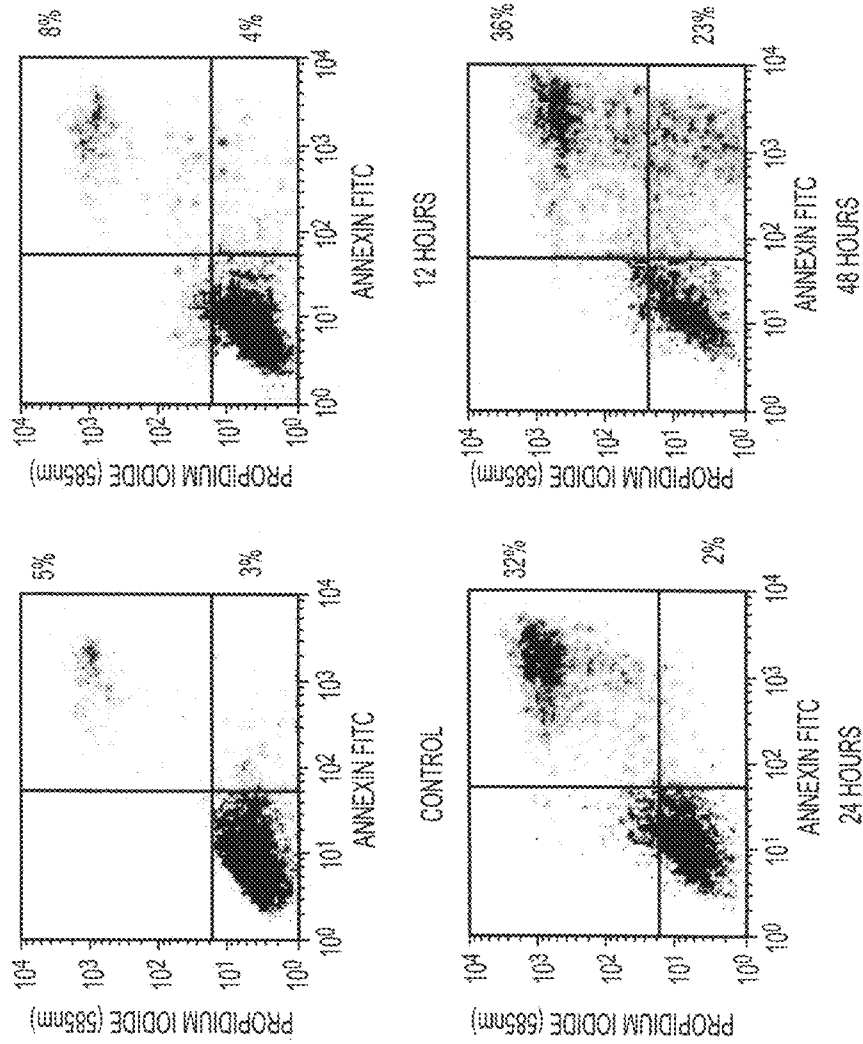 PROPIDIUM IODIDE (585nm)
10⁴
10³
10²
10¹
10⁰
5%
3%
10⁰ 10¹ 10² 10³ 10⁴
ANNEXIN FITC
CONTROL
PROPIDIUM IODIDE (585nm)
10⁴
10³
10²
10¹
10⁰
8%
4%
10⁰ 10¹ 10² 10³ 10⁴
ANNEXIN FITC
12 HOURS
PROPIDIUM IODIDE (585nm)
10⁴
10³
10²
10¹
10⁰
32%
2%
10⁰ 10¹ 10² 10³ 10⁴
ANNEXIN FITC
24 HOURS
PROPIDIUM IODIDE (585nm)
10⁴
10³
10²
10¹
10⁰
36%
23%
10⁰ 10¹ 10² 10³ 10⁴
ANNEXIN FITC
48 HOURS